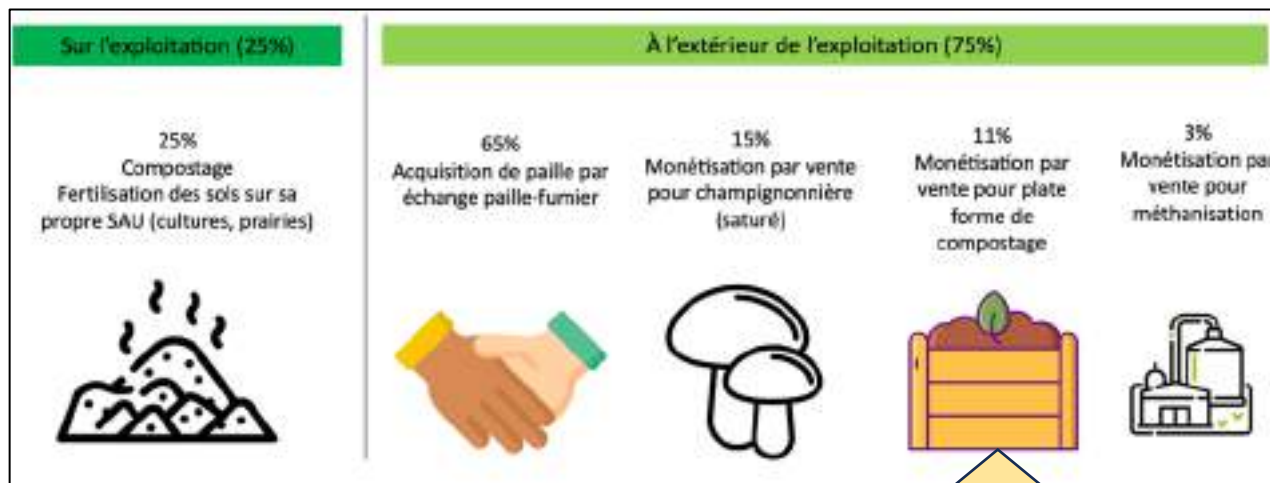 Sur l'exploitation (25%)
À l'extérieur de l'exploitation (75%)
25%
Compostage
Fertilisation des sols sur sa
propre SAU (cultures, prairies)
65%
Acquisition de paille par
échange paille-fumier
15%
Monétisation par vente
pour champignonnière
(saturé)
11%
Monétisation par
vente pour plate
forme de
compostage
3%
Monétisation par
vente pour
méthanisation